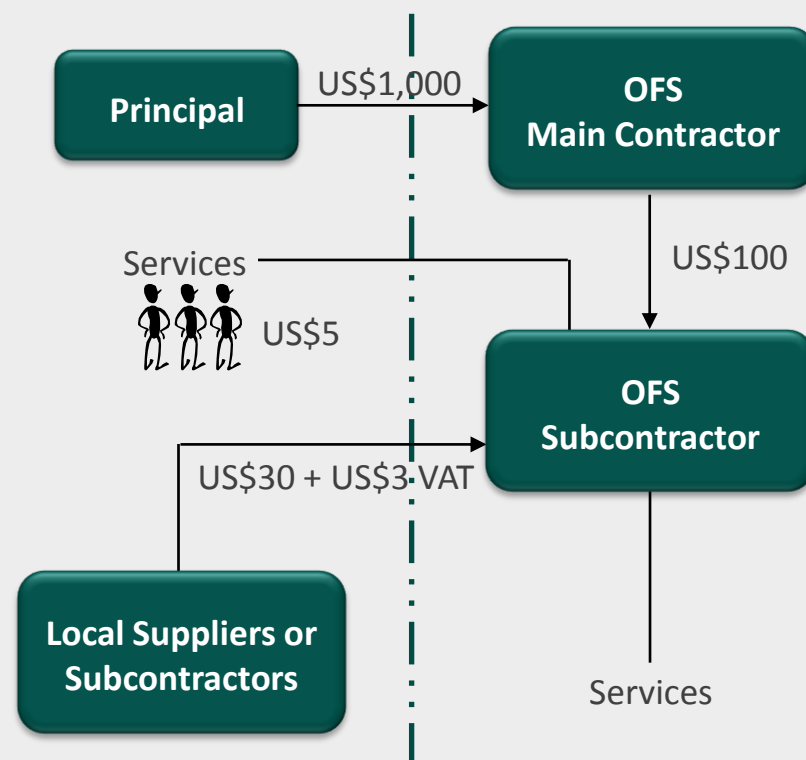 Principal
US$1,000
OFS
Main Contractor
US$100
Services
US$5
OFS
Subcontractor
US$30 + US$3 VAT
Local Suppliers or
Subcontractors
Services